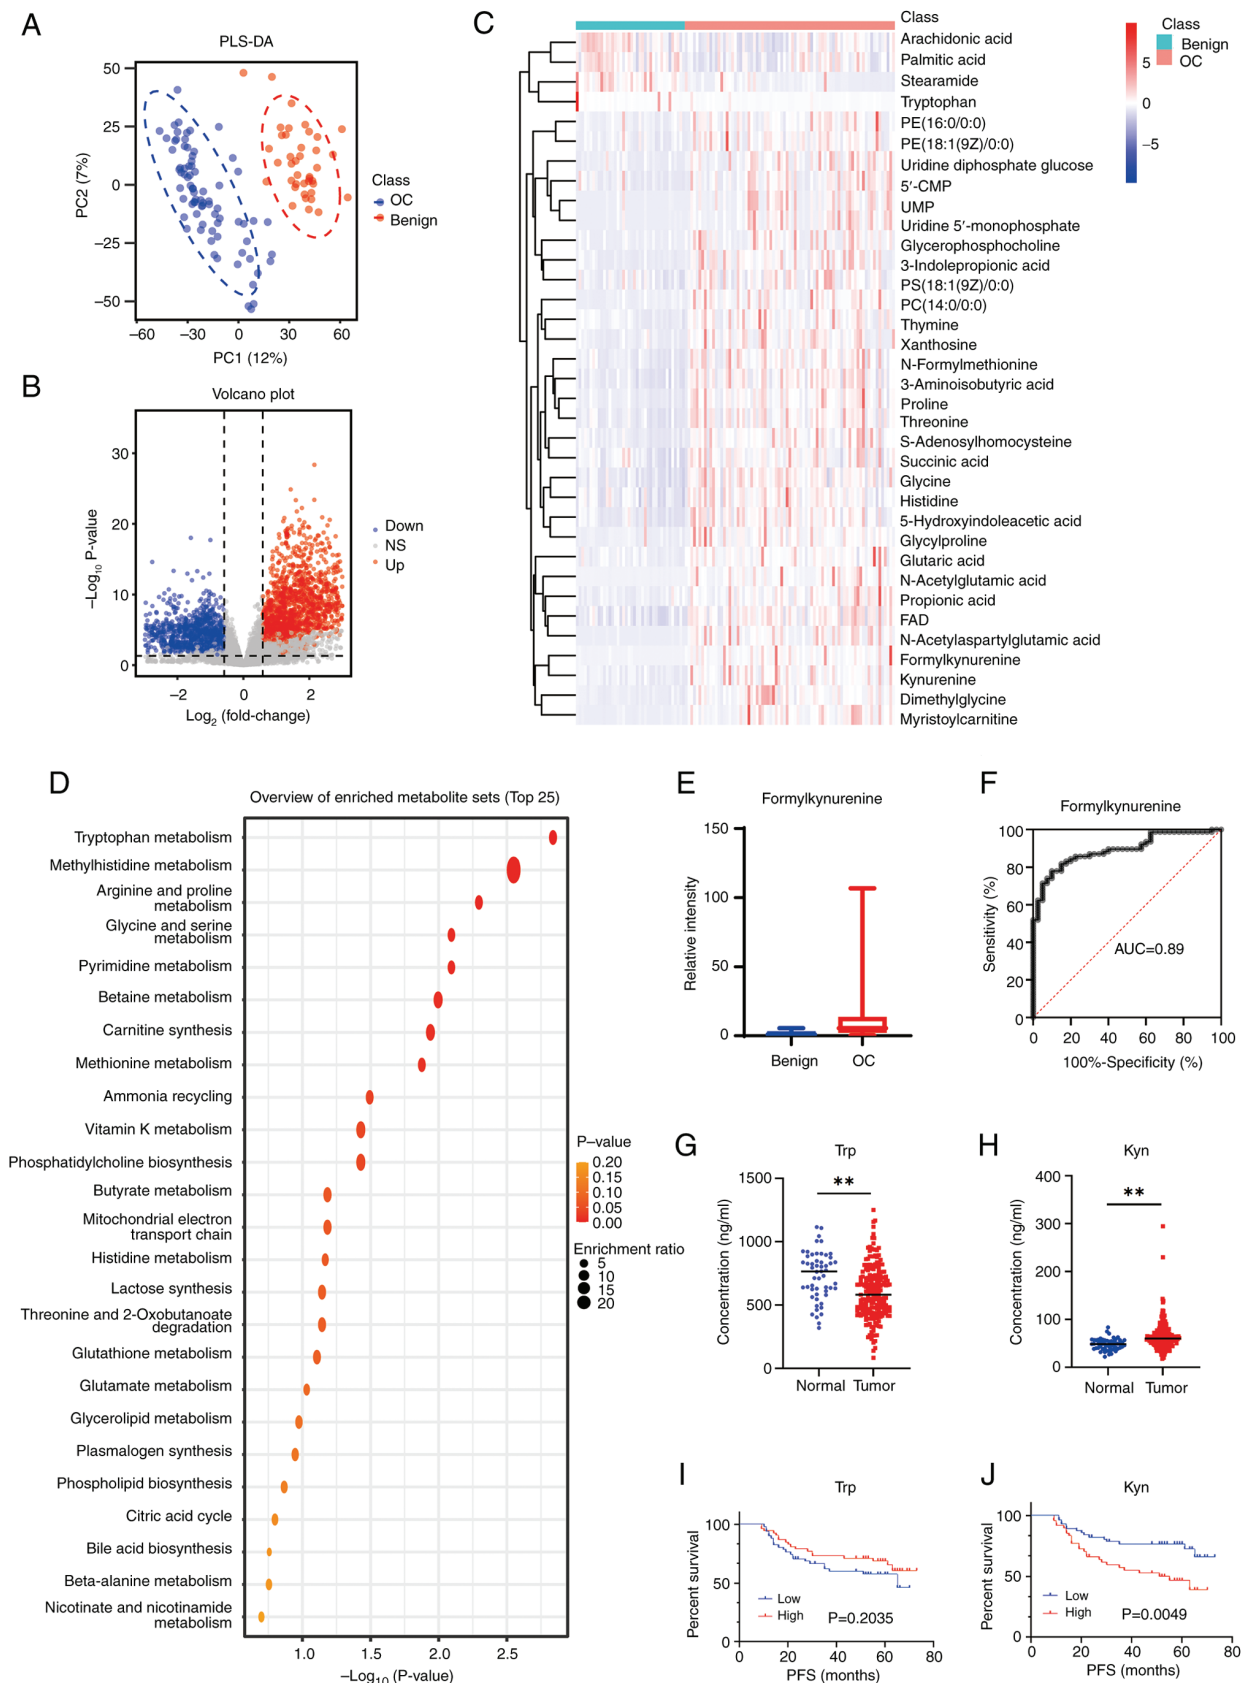 A
PLS-DA
50
25
0
−25
−50
PC2 (7%)
−60
−30
0
30
60
PC1 (12%)
Class
OC
Benign
B
Volcano plot
30
20
10
0
−Log10 P-value
−2
0
2
Log2 (fold-change)
Down
NS
Up
C
Class
Arachidonic acid
Palmitic acid
Stearamide
Tryptophan
PE(16:0/0:0)
PE(18:1(9Z)/0:0)
Uridine diphosphate glucose
5′-CMP
UMP
Uridine 5′-monophosphate
Glycerophosphocholine
3-Indolepropionic acid
PS(18:1(9Z)/0:0)
PC(14:0/0:0)
Thymine
Xanthosine
N-Formylmethionine
3-Aminoisobutyric acid
Proline
Threonine
S-Adenosylhomocysteine
Succinic acid
Glycine
Histidine
5-Hydroxyindoleacetic acid
Glycylproline
Glutaric acid
N-Acetylglutamic acid
Propionic acid
FAD
N-Acetylaspartylglutamic acid
Formylkynurenine
Kynurenine
Dimethylglycine
Myristoylcarnitine
5
0
−5
Class
Benign
OC
D
Overview of enriched metabolite sets (Top 25)
Tryptophan metabolism
Methylhistidine metabolism
Arginine and proline
metabolism
Glycine and serine
metabolism
Pyrimidine metabolism
Betaine metabolism
Carnitine synthesis
Methionine metabolism
Ammonia recycling
Vitamin K metabolism
Phosphatidylcholine biosynthesis
Butyrate metabolism
Mitochondrial electron
transport chain
Histidine metabolism
Lactose synthesis
Threonine and 2-Oxobutanoate
degradation
Glutathione metabolism
Glutamate metabolism
Glycerolipid metabolism
Plasmalogen synthesis
Phospholipid biosynthesis
Citric acid cycle
Bile acid biosynthesis
Beta-alanine metabolism
Nicotinate and nicotinamide
metabolism
1.0
1.5
2.0
2.5
−Log10 (P-value)
P−value
0.20
0.15
0.10
0.05
0.00
Enrichment ratio
5
10
15
20
E
Formylkynurenine
150
100
50
0
Relative intensity
Benign
OC
F
Formylkynurenine
100
80
60
40
20
0
Sensitivity (%)
AUC=0.89
0
20
40
60
80
100
100%-Specificity (%)
G
Trp
1500
1000
500
0
Concentration (ng/ml)
**
Normal
Tumor
H
Kyn
400
300
200
100
0
Concentration (ng/ml)
**
Normal
Tumor
I
Trp
100
50
0
Percent survival
Low
High
P=0.2035
0
20
40
60
80
PFS (months)
J
Kyn
100
50
0
Percent survival
Low
High
P=0.0049
0
20
40
60
80
PFS (months)